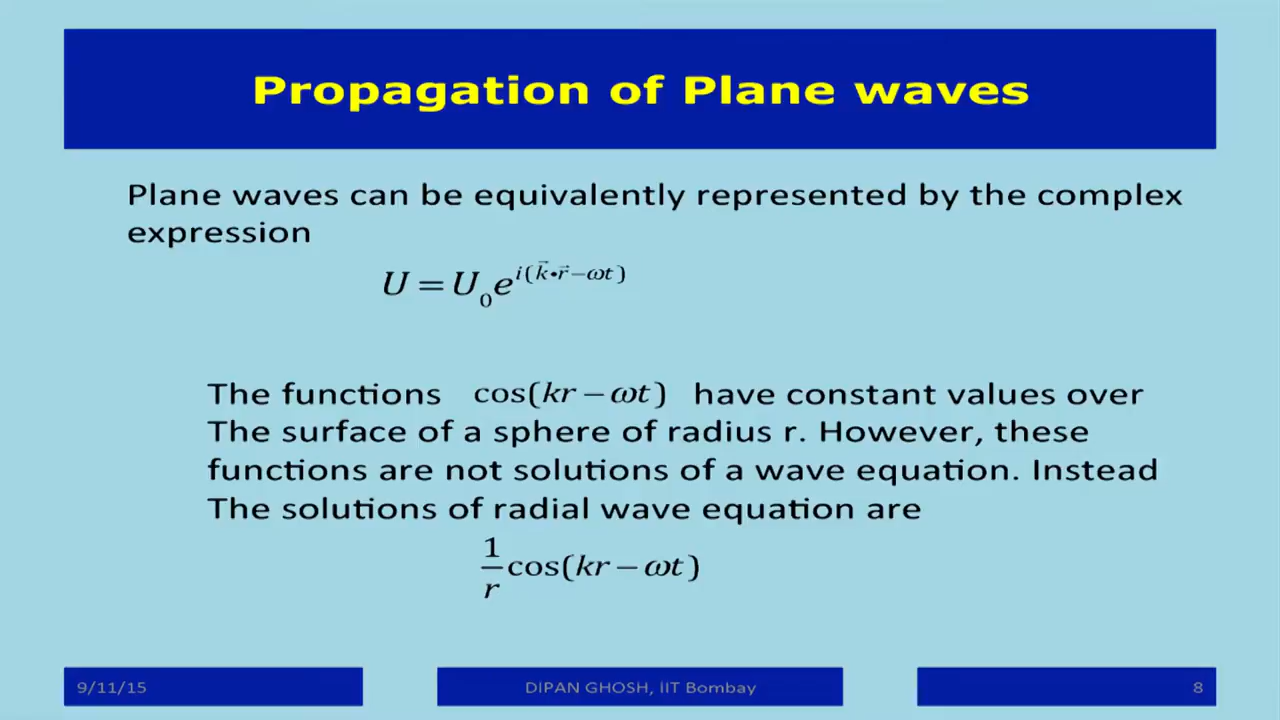 Propagation of Plane waves
Plane waves can be equivalently represented by the complex
expression
U = U₀e^{i(k⃗•r⃗−ωt)}
The functions cos(kr − ωt) have constant values over
The surface of a sphere of radius r. However, these
functions are not solutions of a wave equation. Instead
The solutions of radial wave equation are
1/r cos(kr − ωt)
9/11/15 DIPAN GHOSH, IIT Bombay 8